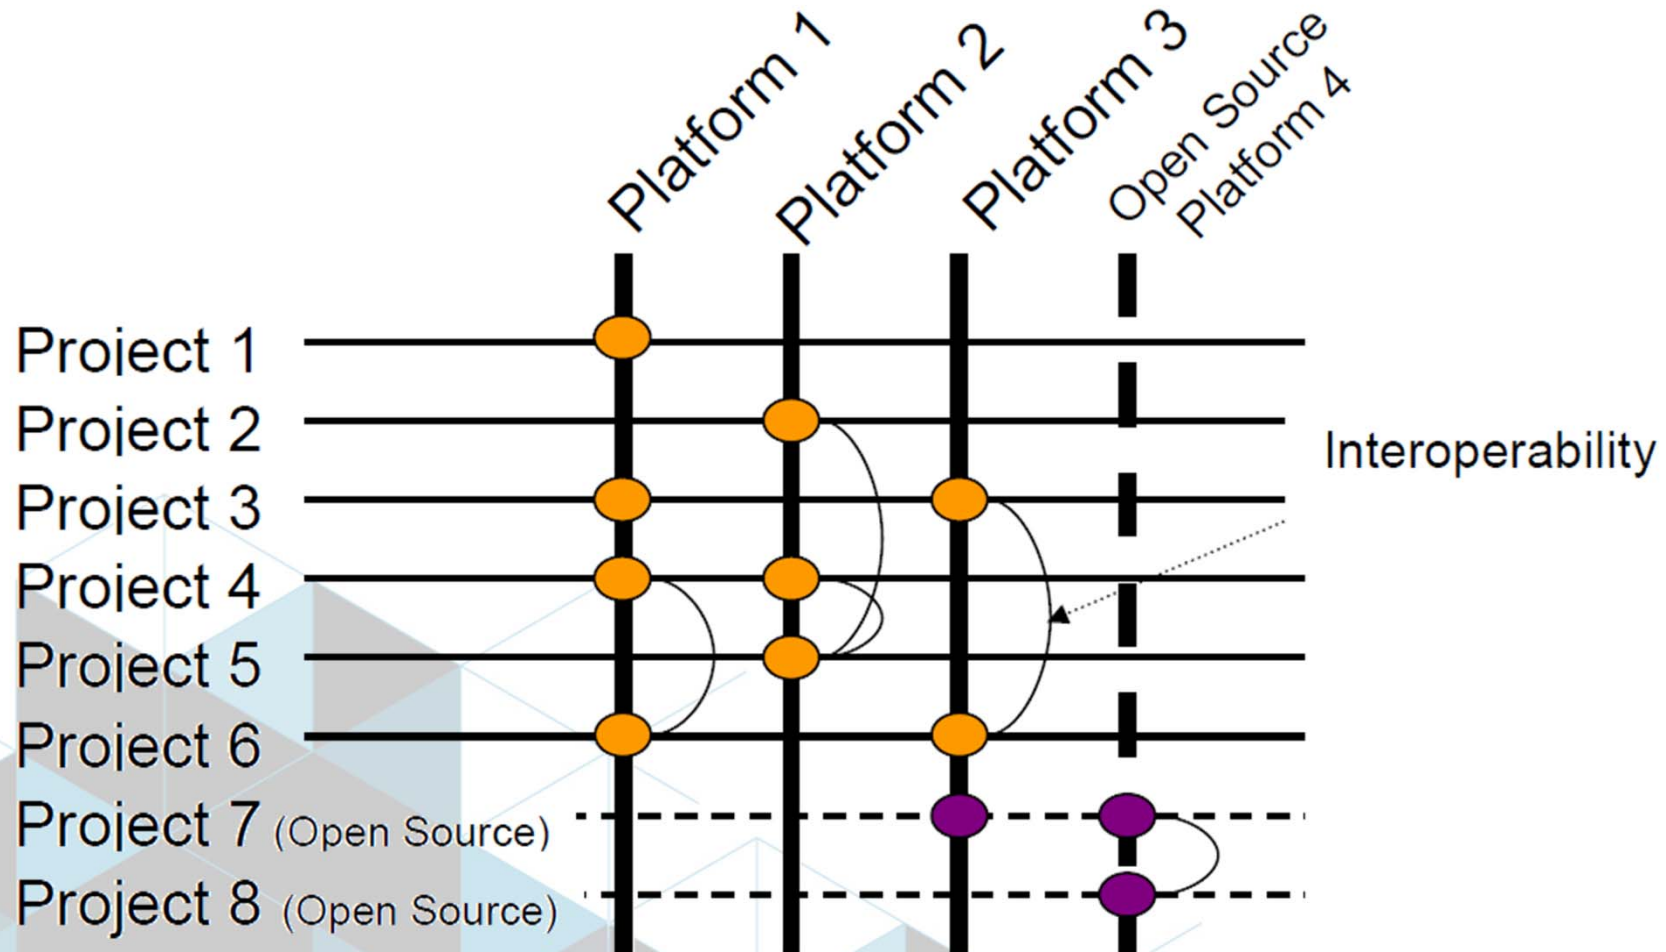 Platform 1
Platform 2
Platform 3
Open Source
Platform 4
Project 1
Project 2
Interoperability
Project 3
Project 4
Project 5
Project 6
Project 7 (Open Source)
Project 8 (Open Source)